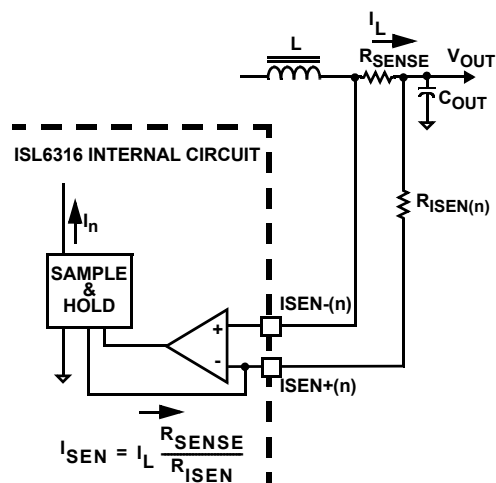 I_L
L
R_SENSE
V_OUT
C_OUT
ISL6316 INTERNAL CIRCUIT
R_ISEN(n)
I_n
SAMPLE
&
HOLD
ISEN-(n)
+
-
ISEN+(n)
I_SEN = I_L R_SENSE / R_ISEN